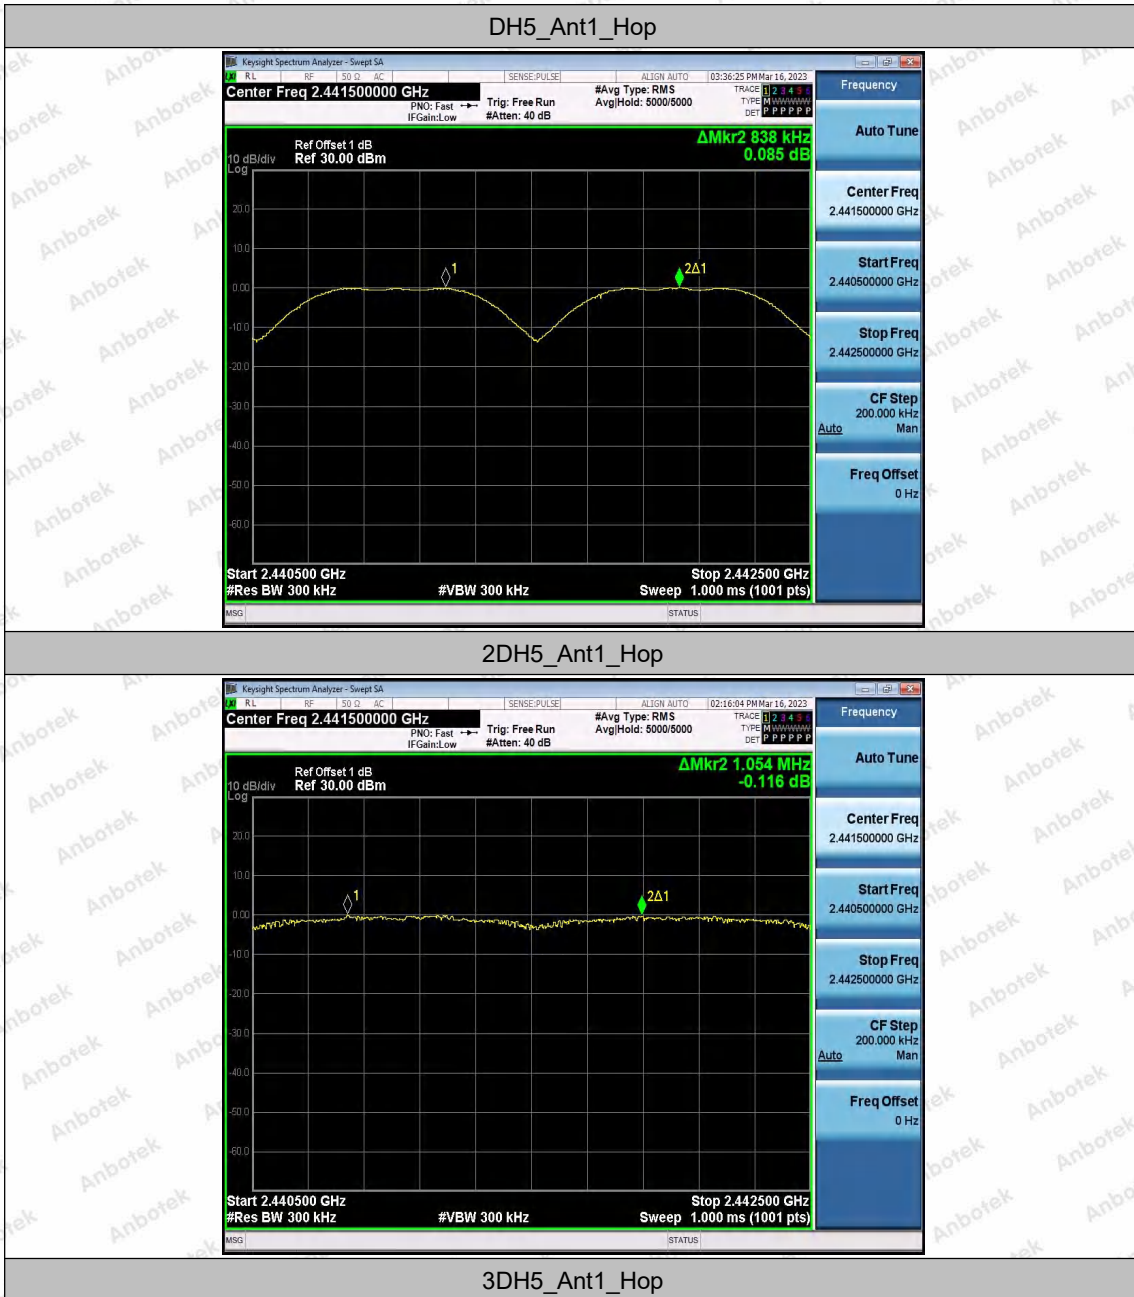 DH5_Ant1_Hop
Keysight Spectrum Analyzer - Swept SA
RL RF 50 Ω AC SENSE:PULSE ALIGN AUTO 03:36:25 PM Mar 16, 2023
Center Freq 2.441500000 GHz
PNO: Fast
IFGain:Low
Trig: Free Run
#Atten: 40 dB
#Avg Type: RMS
Avg|Hold: 5000/5000
TRACE 1 2 3 4 5 6
TYPE M WWWWW
DET P P P P P P
Frequency
Auto Tune
Center Freq
2.441500000 GHz
Start Freq
2.440500000 GHz
Stop Freq
2.442500000 GHz
CF Step
200.000 kHz
Auto Man
Freq Offset
0 Hz
ΔMkr2 838 kHz
0.085 dB
Ref Offset 1 dB
10 dB/div Ref 30.00 dBm
Log
20.0
10.0
0.00
-10.0
-20.0
-30.0
-40.0
-50.0
-60.0
1
2Δ1
Start 2.440500 GHz Stop 2.442500 GHz
#Res BW 300 kHz #VBW 300 kHz Sweep 1.000 ms (1001 pts)
MSG STATUS
2DH5_Ant1_Hop
Keysight Spectrum Analyzer - Swept SA
RL RF 50 Ω AC SENSE:PULSE ALIGN AUTO 02:16:04 PM Mar 16, 2023
Center Freq 2.441500000 GHz
PNO: Fast
IFGain:Low
Trig: Free Run
#Atten: 40 dB
#Avg Type: RMS
Avg|Hold: 5000/5000
TRACE 1 2 3 4 5 6
TYPE M WWWWW
DET P P P P P P
Frequency
Auto Tune
Center Freq
2.441500000 GHz
Start Freq
2.440500000 GHz
Stop Freq
2.442500000 GHz
CF Step
200.000 kHz
Auto Man
Freq Offset
0 Hz
ΔMkr2 1.054 MHz
-0.116 dB
Ref Offset 1 dB
10 dB/div Ref 30.00 dBm
Log
20.0
10.0
0.00
-10.0
-20.0
-30.0
-40.0
-50.0
-60.0
1
2Δ1
Start 2.440500 GHz Stop 2.442500 GHz
#Res BW 300 kHz #VBW 300 kHz Sweep 1.000 ms (1001 pts)
MSG STATUS
3DH5_Ant1_Hop
Anbotek